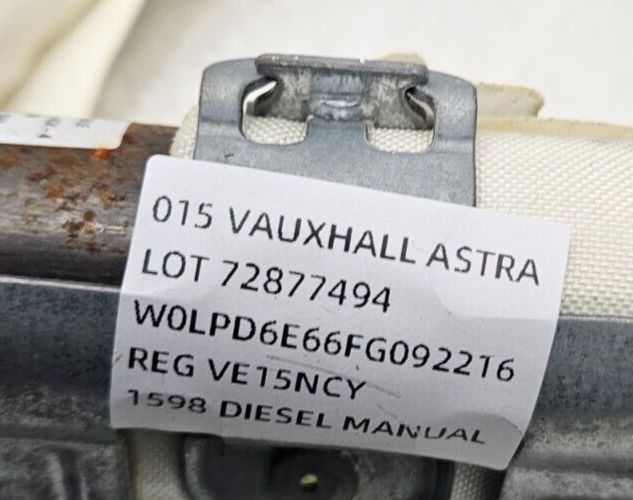 015 VAUXHALL ASTRA
LOT 72877494
W0LPD6E66FG092216
REG VE15NCY
1598 DIESEL MANUAL